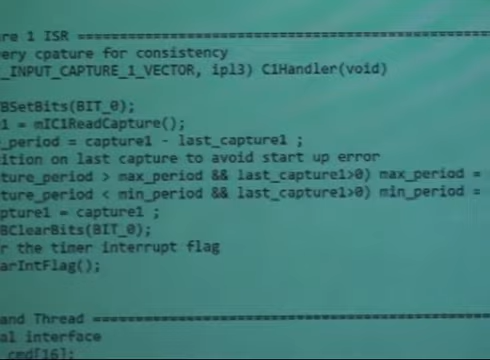 re 1 ISR ================================================
ery cpature for consistency
_INPUT_CAPTURE_1_VECTOR, ipl3) C1Handler(void)
BSetBits(BIT_0);
1 = mIC1ReadCapture();
_period = capture1 - last_capture1 ;
ition on last capture to avoid start up error
ture_period > max_period && last_capture1>0) max_period =
ture_period < min_period && last_capture1>0) min_period =
pture1 = capture1 ;
BClearBits(BIT_0);
r the timer interrupt flag
arIntFlag();
and Thread ================================================
al interface
cmd[16];